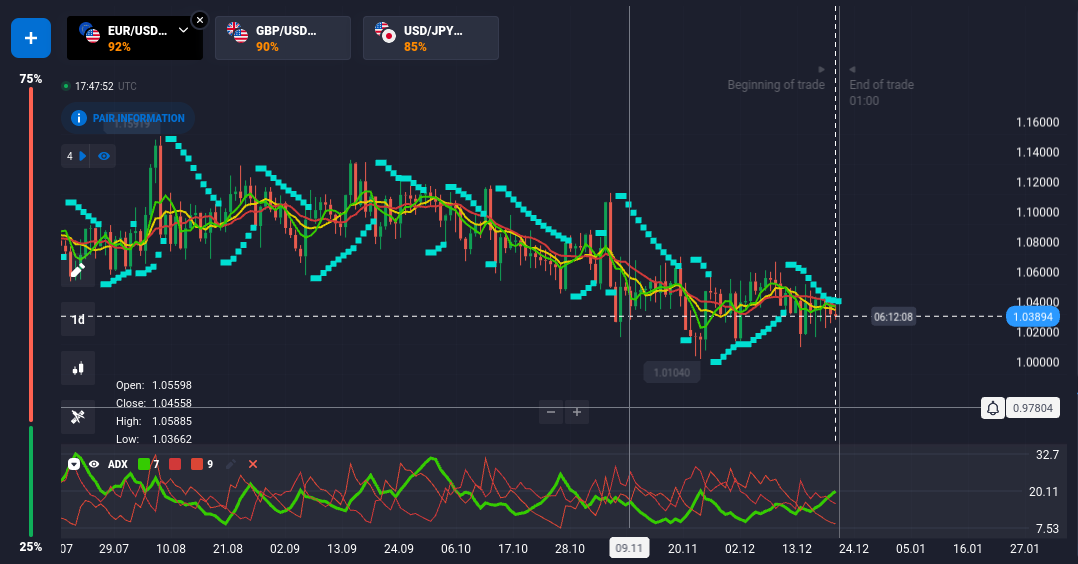 +
EUR/USD...
92%
GBP/USD...
90%
USD/JPY...
85%
75%
17:47:52 UTC
Beginning of trade
End of trade
01:00
PAIR INFORMATION
1.15919
4
1.16000
1.14000
1.12000
1.10000
1.08000
1.06000
1.04000
1d
06:12:08
1.03894
1.02000
1.00000
1.01040
Open: 1.05598
Close: 1.04558
High: 1.05885
Low: 1.03662
0.97804
ADX 7 9
32.7
20.11
7.53
25%
07 29.07 10.08 21.08 02.09 13.09 24.09 06.10 17.10 28.10 09.11 20.11 02.12 13.12 24.12 05.01 16.01 27.01